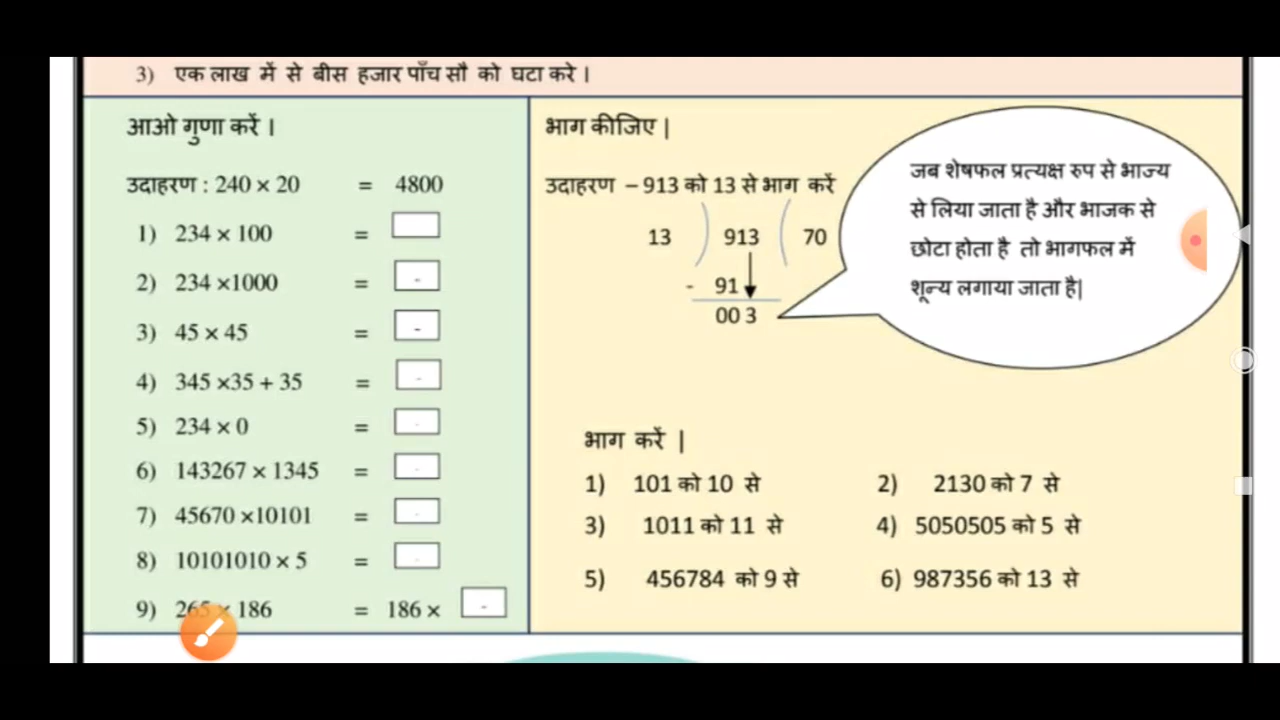 3) एक लाख में से बीस हजार पाँच सौ को घटा करे ।
आओ गुणा करें ।
उदाहरण : 240 × 20 = 4800
1) 234 × 100 =
2) 234 ×1000 = -
3) 45 × 45 = -
4) 345 ×35 + 35 = -
5) 234 × 0 = -
6) 143267 × 1345 = -
7) 45670 ×10101 = -
8) 10101010 × 5 = -
9) 265 × 186 = 186 × -
भाग कीजिए |
उदाहरण – 913 को 13 से भाग करें
13 ) 913 ( 70
- 91
00 3
जब शेषफल प्रत्यक्ष रुप से भाज्य
से लिया जाता है और भाजक से
छोटा होता है तो भागफल में
शून्य लगाया जाता है|
भाग करें |
1) 101 को 10 से 2) 2130 को 7 से
3) 1011 को 11 से 4) 5050505 को 5 से
5) 456784 को 9 से 6) 987356 को 13 से